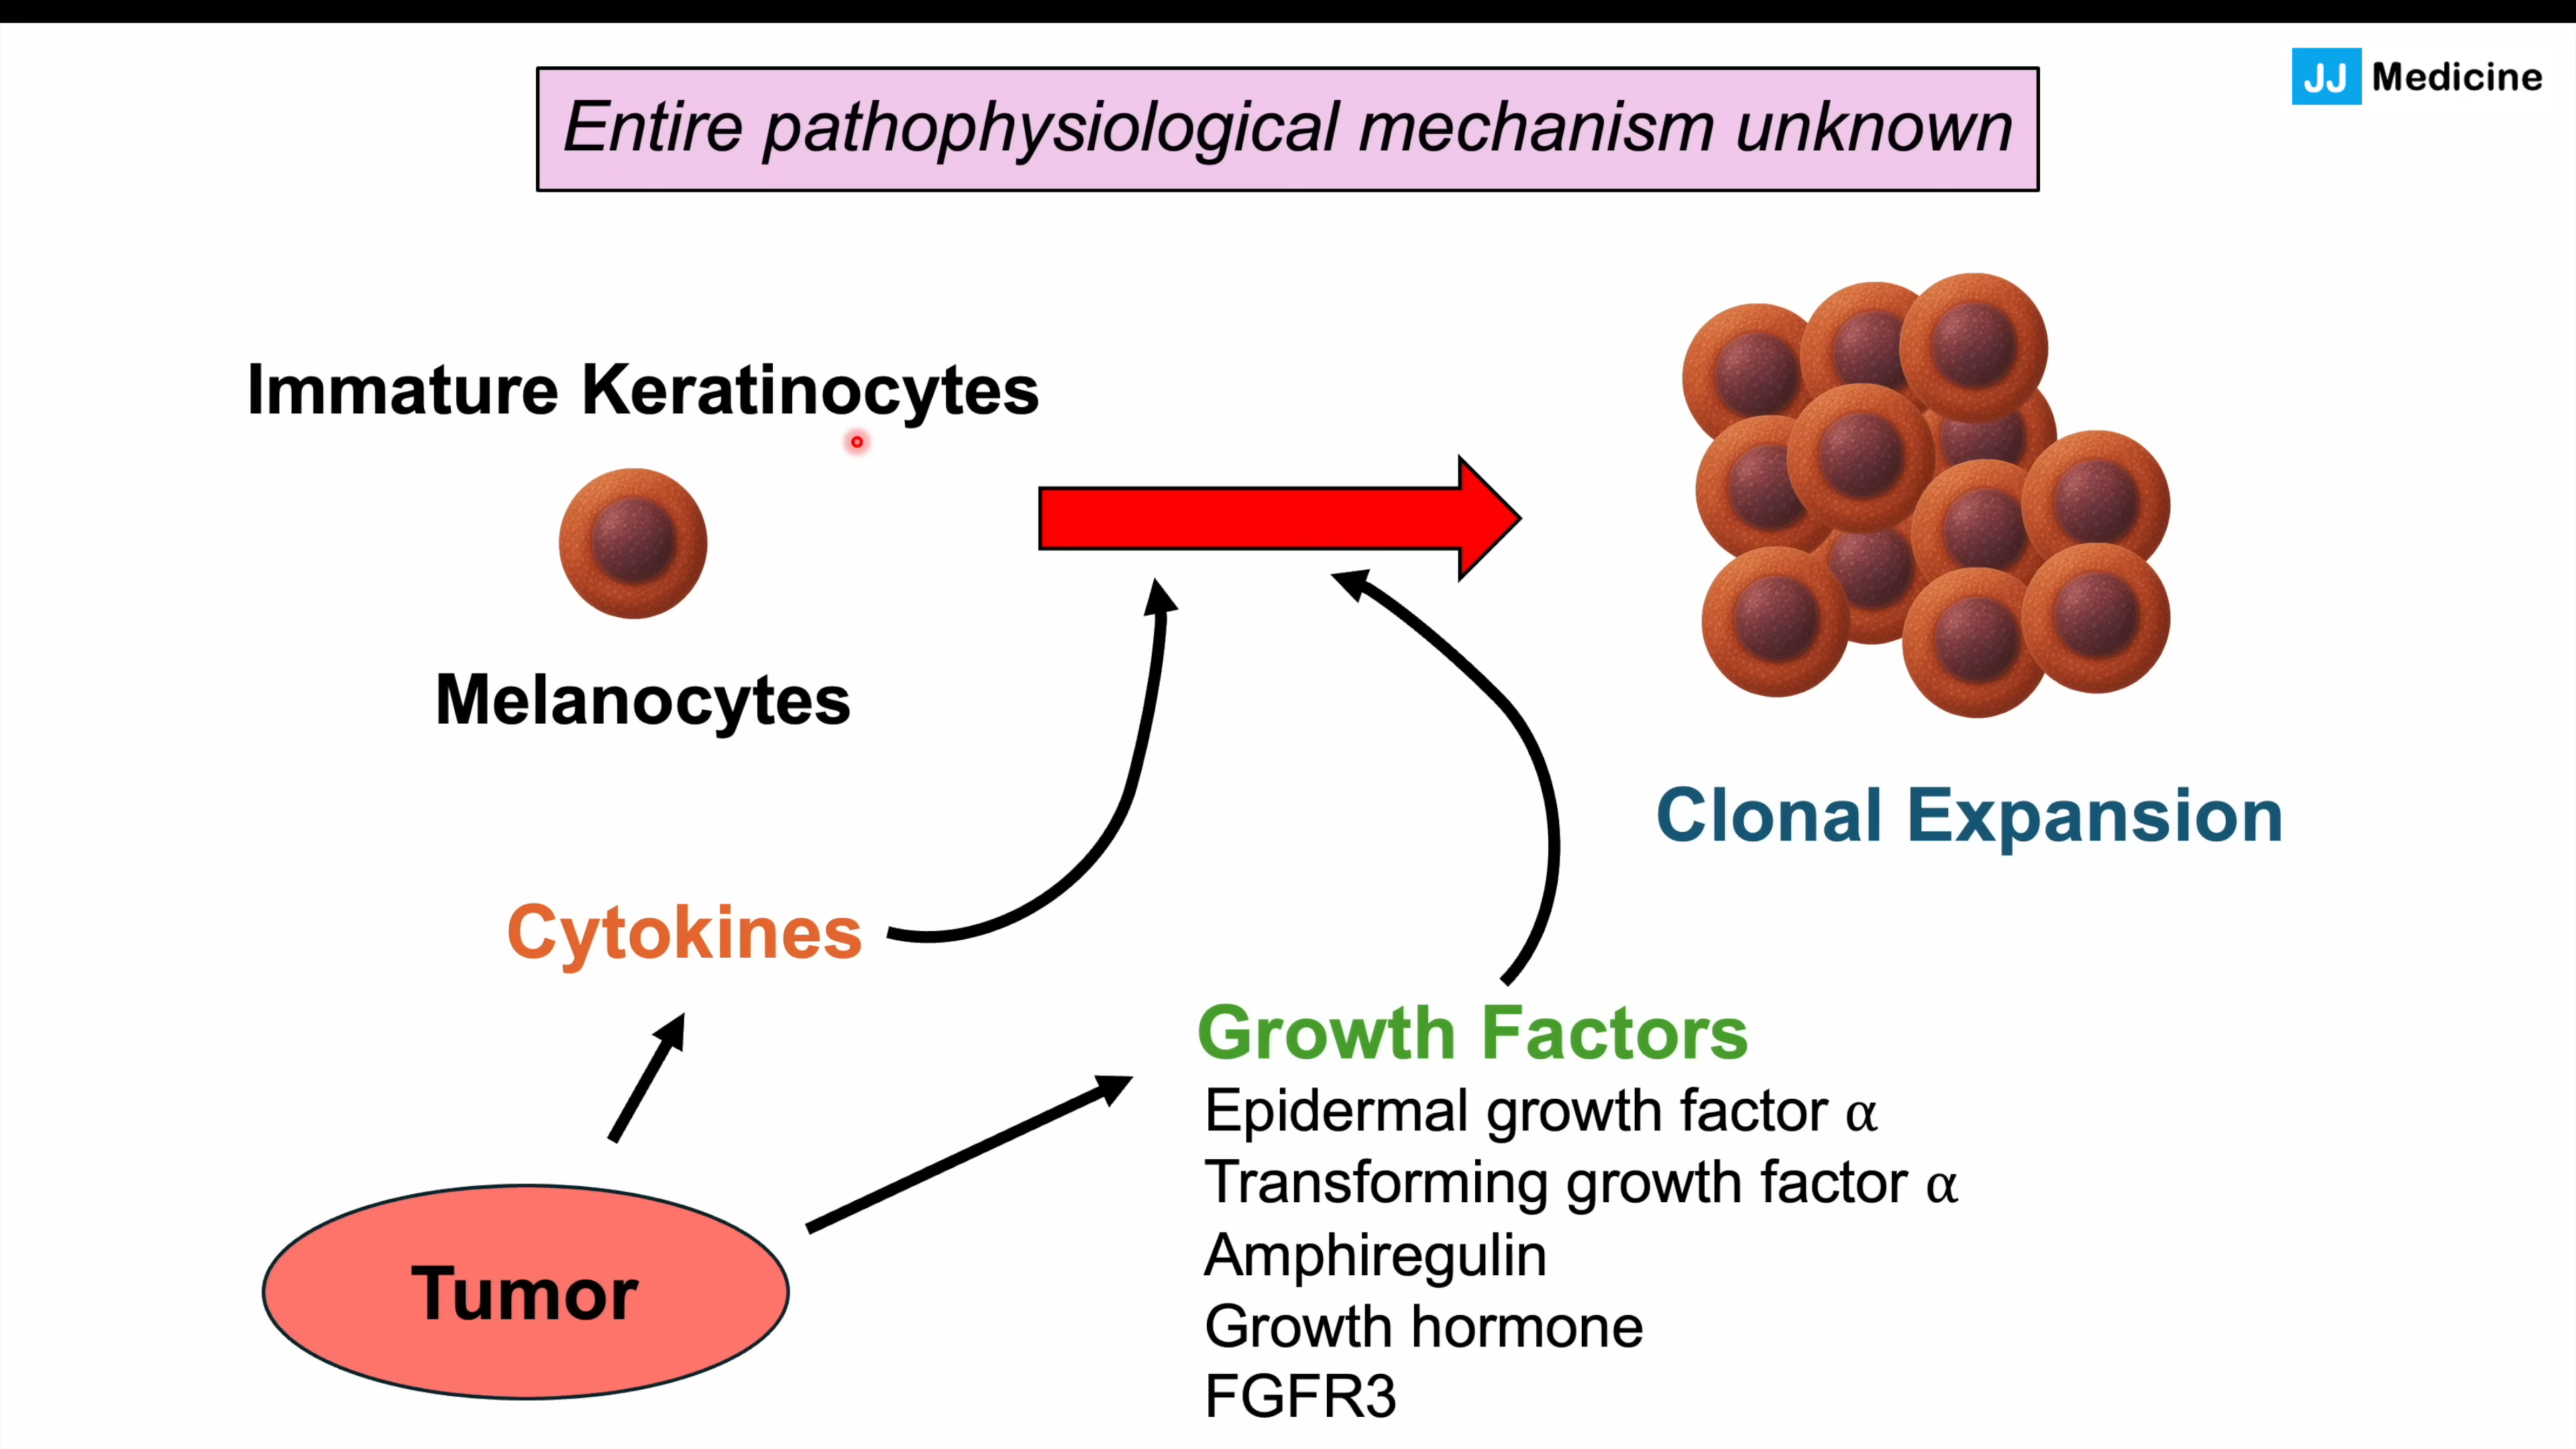 JJ Medicine
Entire pathophysiological mechanism unknown
Immature Keratinocytes
Melanocytes
Clonal Expansion
Cytokines
Growth Factors
Epidermal growth factor α
Transforming growth factor α
Amphiregulin
Growth hormone
FGFR3
Tumor